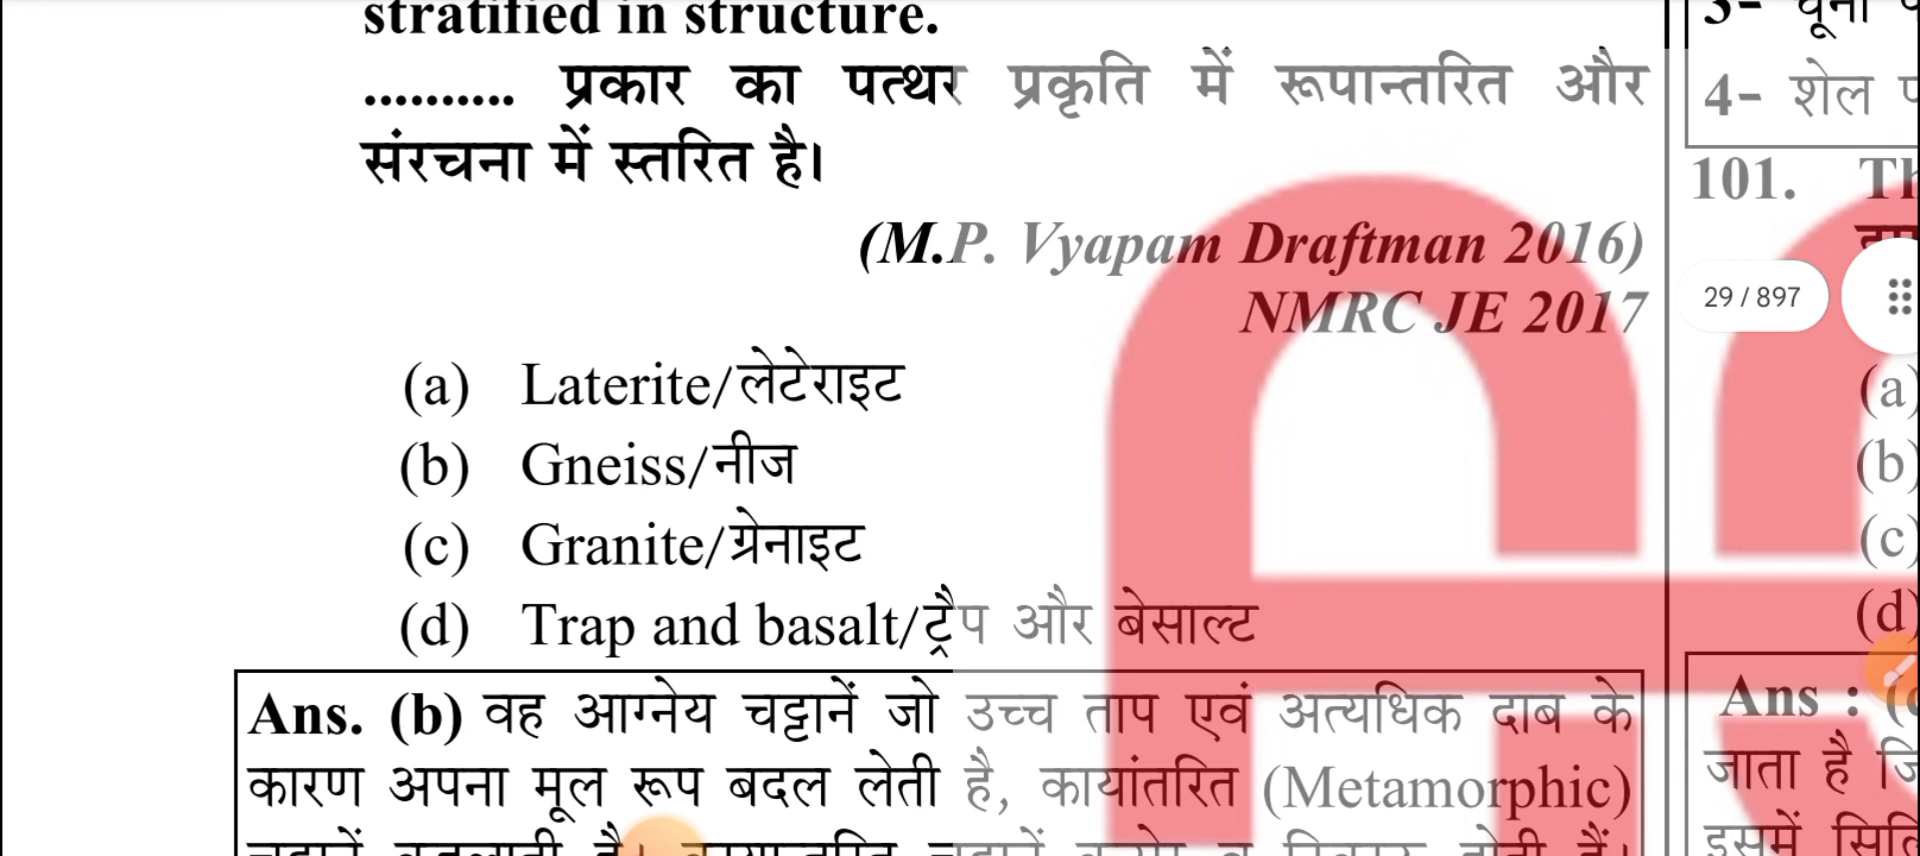 stratified in structure.
.......... प्रकार का पत्थर प्रकृति में रूपान्तरित और
संरचना में स्तरित है।
(M.P. Vyapam Draftman 2016)
NMRC JE 2017
(a) Laterite/लेटेराइट
(b) Gneiss/नीज
(c) Granite/ग्रेनाइट
(d) Trap and basalt/ट्रैप और बेसाल्ट
Ans. (b) वह आग्नेय चट्टानें जो उच्च ताप एवं अत्यधिक दाब के
कारण अपना मूल रूप बदल लेती है, कायांतरित (Metamorphic)
3- चूना
4- शेल
101.
29 / 897
(a)
(b)
(c)
(d)
Ans :
जाता है
इसमें